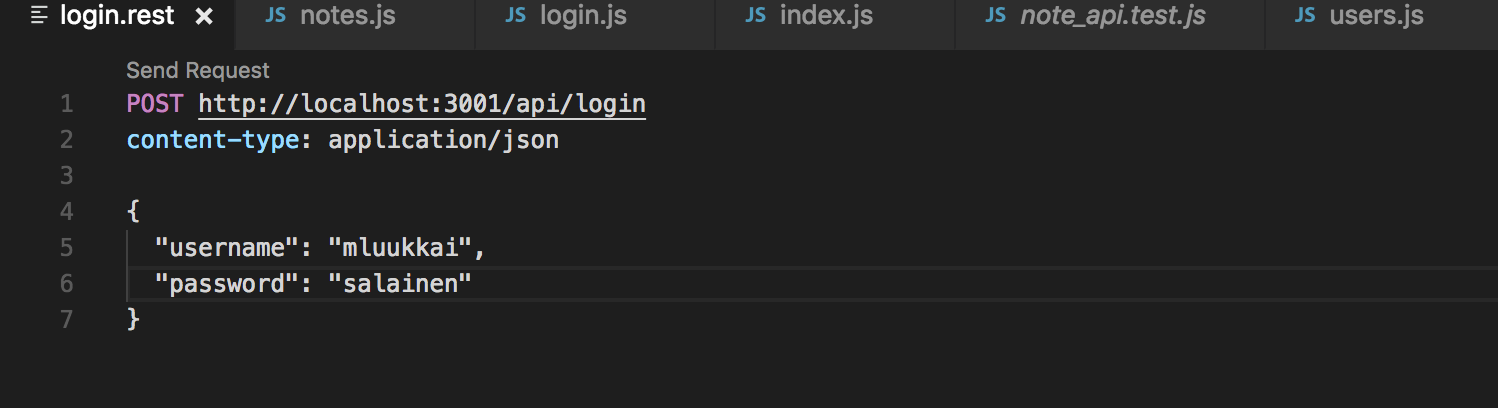 login.rest × JS notes.js JS login.js JS index.js JS note_api.test.js JS users.js
Send Request
1 POST http://localhost:3001/api/login
2 content-type: application/json
3
4 {
5 "username": "mluukkai",
6 "password": "salainen"
7 }